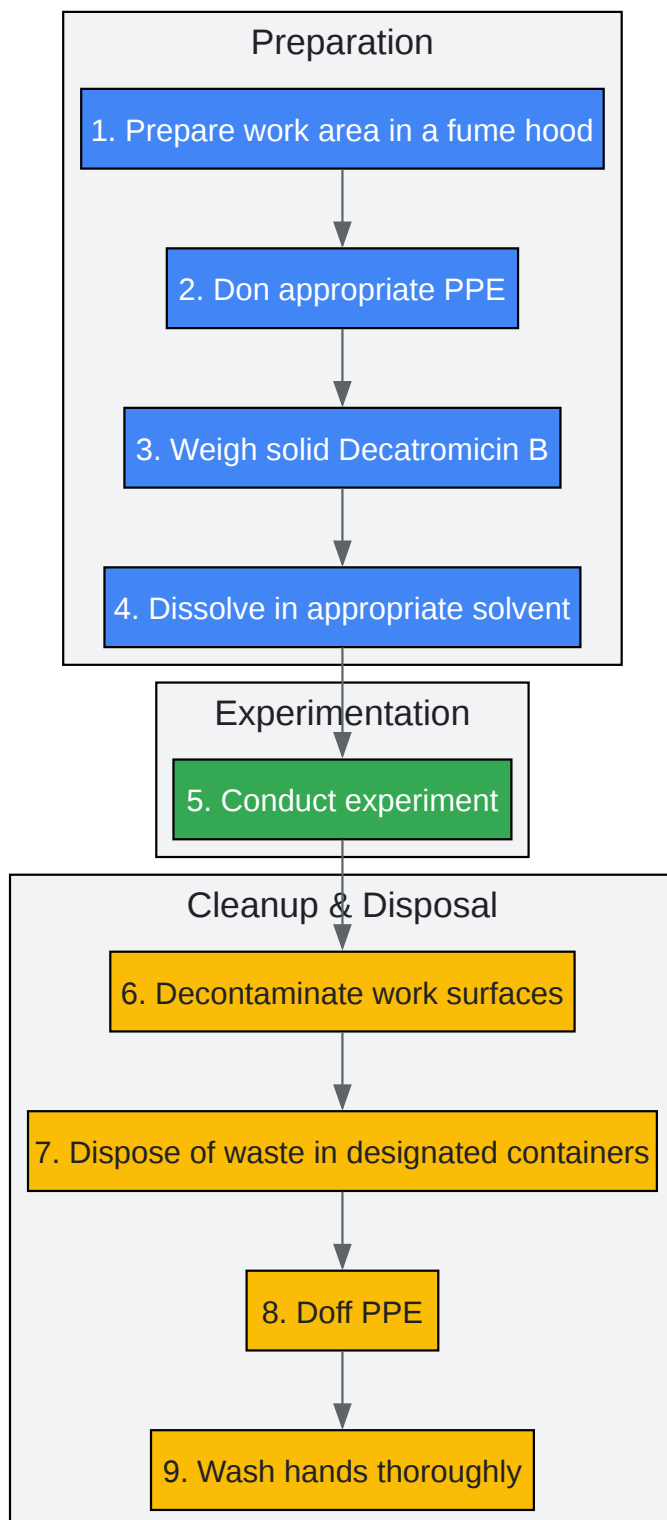 Preparation
1. Prepare work area in a fume hood
2. Don appropriate PPE
3. Weigh solid Decatromicin B
4. Dissolve in appropriate solvent
Experimentation
5. Conduct experiment
Cleanup & Disposal
6. Decontaminate work surfaces
7. Dispose of waste in designated containers
8. Doff PPE
9. Wash hands thoroughly